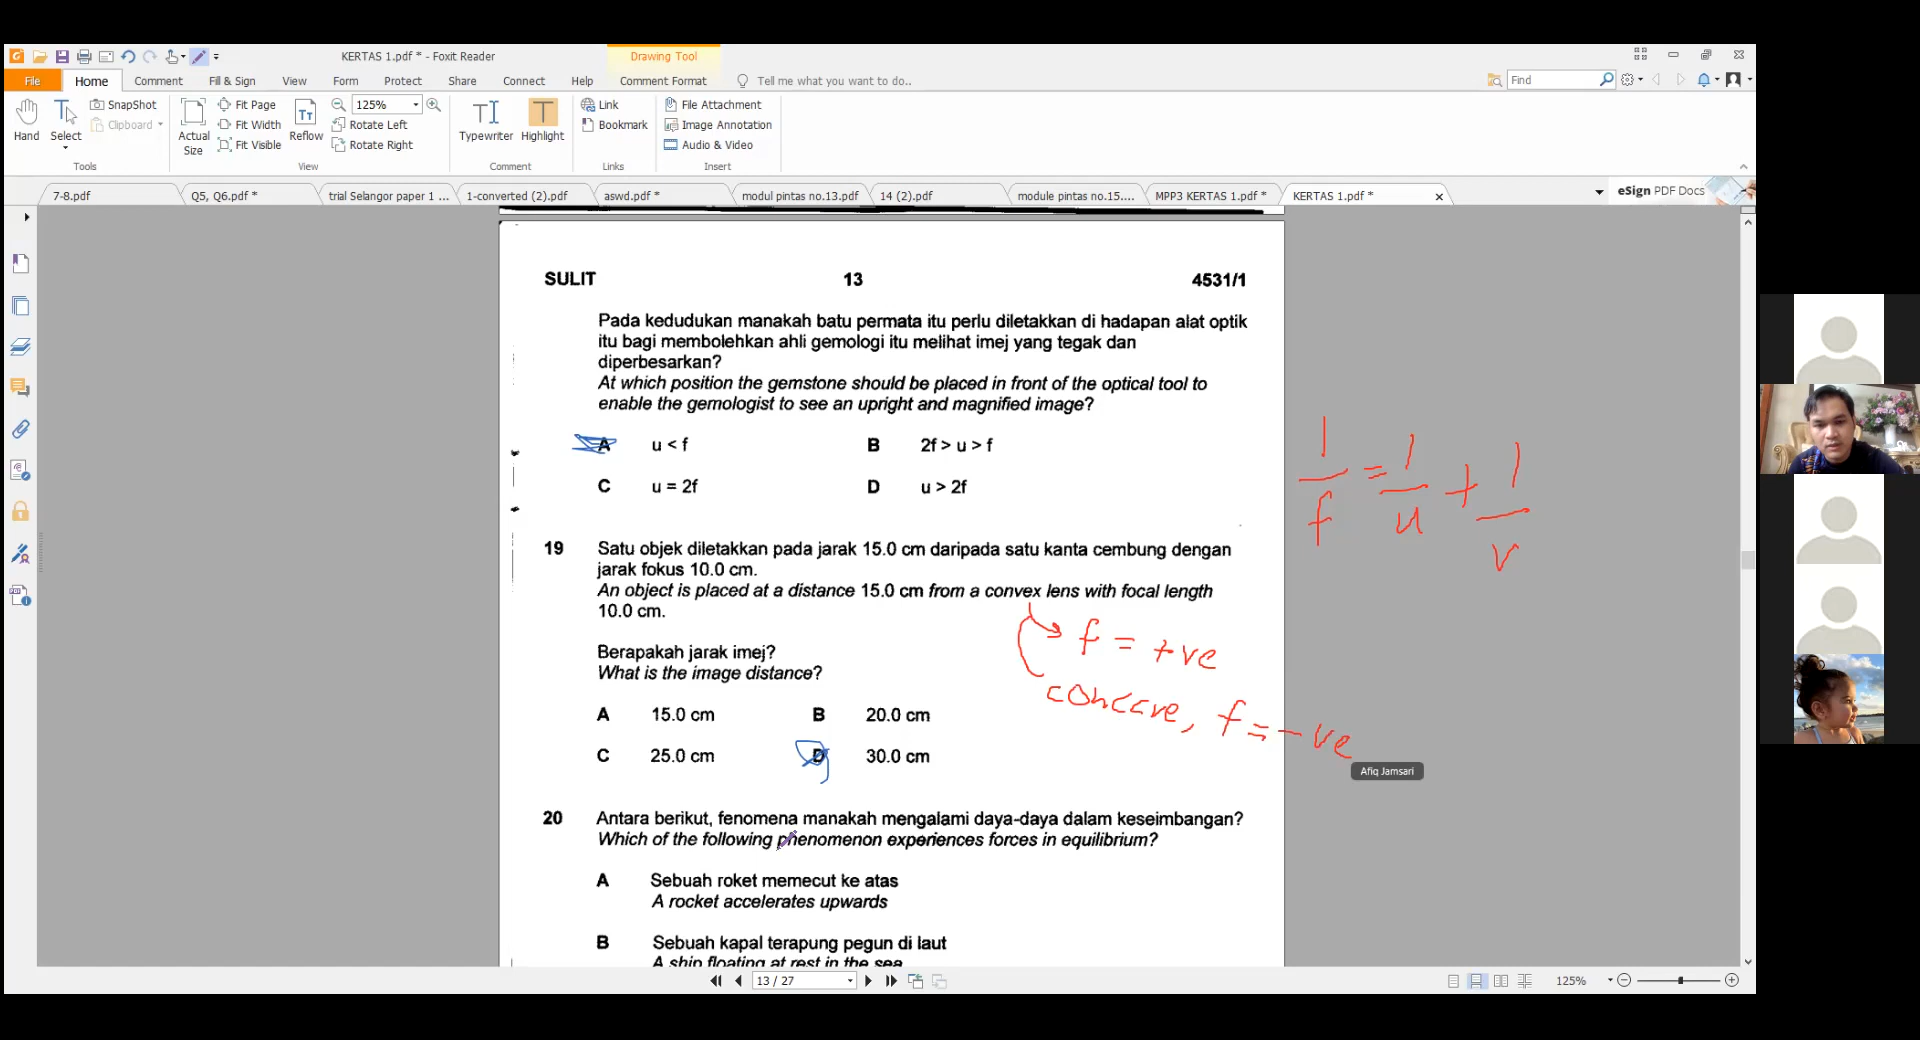 KERTAS 1.pdf * - Foxit Reader
Drawing Tool
File Home Comment Fill & Sign View Form Protect Share Connect Help Comment Format Tell me what you want to do..
Find
SnapShot
Clipboard
Hand
Select
Tools
Actual
Size
Fit Page
Fit Width
Fit Visible
Reflow
125%
Rotate Left
Rotate Right
View
Typewriter
Highlight
Comment
Link
Bookmark
Links
File Attachment
Image Annotation
Audio & Video
Insert
7-8.pdf
Q5, Q6.pdf *
trial Selangor paper 1 ...
1-converted (2).pdf
aswd.pdf *
modul pintas no.13.pdf
14 (2).pdf
module pintas no.15....
MPP3 KERTAS 1.pdf *
KERTAS 1.pdf *
eSign PDF Docs
SULIT 13 4531/1
Pada kedudukan manakah batu permata itu perlu diletakkan di hadapan alat optik
itu bagi membolehkan ahli gemologi itu melihat imej yang tegak dan
diperbesarkan?
At which position the gemstone should be placed in front of the optical tool to
enable the gemologist to see an upright and magnified image?
A u < f B 2f > u > f
C u = 2f D u > 2f
1/f = 1/u + 1/v
19 Satu objek diletakkan pada jarak 15.0 cm daripada satu kanta cembung dengan
jarak fokus 10.0 cm.
An object is placed at a distance 15.0 cm from a convex lens with focal length
10.0 cm.
f = +ve
Berapakah jarak imej?
What is the image distance?
concave, f = -ve
A 15.0 cm B 20.0 cm
C 25.0 cm D 30.0 cm
Afiq Jamsari
20 Antara berikut, fenomena manakah mengalami daya-daya dalam keseimbangan?
Which of the following phenomenon experiences forces in equilibrium?
A Sebuah roket memecut ke atas
A rocket accelerates upwards
B Sebuah kapal terapung pegun di laut
A ship floating at rest in the sea
13 / 27
125%